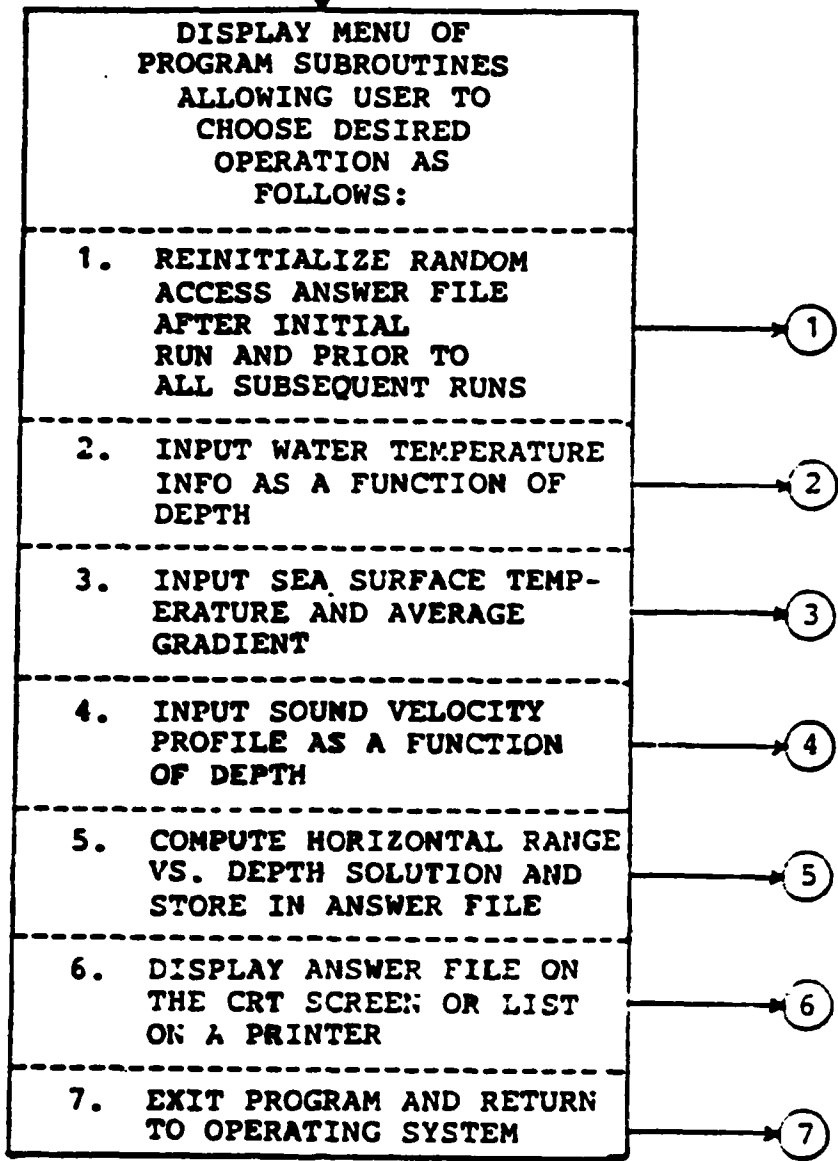 DISPLAY MENU OF
PROGRAM SUBROUTINES
ALLOWING USER TO
CHOOSE DESIRED
OPERATION AS
FOLLOWS:
1. REINITIALIZE RANDOM
ACCESS ANSWER FILE
AFTER INITIAL
RUN AND PRIOR TO
ALL SUBSEQUENT RUNS
1
2. INPUT WATER TEMPERATURE
INFO AS A FUNCTION OF
DEPTH
2
3. INPUT SEA SURFACE TEMP-
ERATURE AND AVERAGE
GRADIENT
3
4. INPUT SOUND VELOCITY
PROFILE AS A FUNCTION
OF DEPTH
4
5. COMPUTE HORIZONTAL RANGE
VS. DEPTH SOLUTION AND
STORE IN ANSWER FILE
5
6. DISPLAY ANSWER FILE ON
THE CRT SCREEN OR LIST
ON A PRINTER
6
7. EXIT PROGRAM AND RETURN
TO OPERATING SYSTEM
7